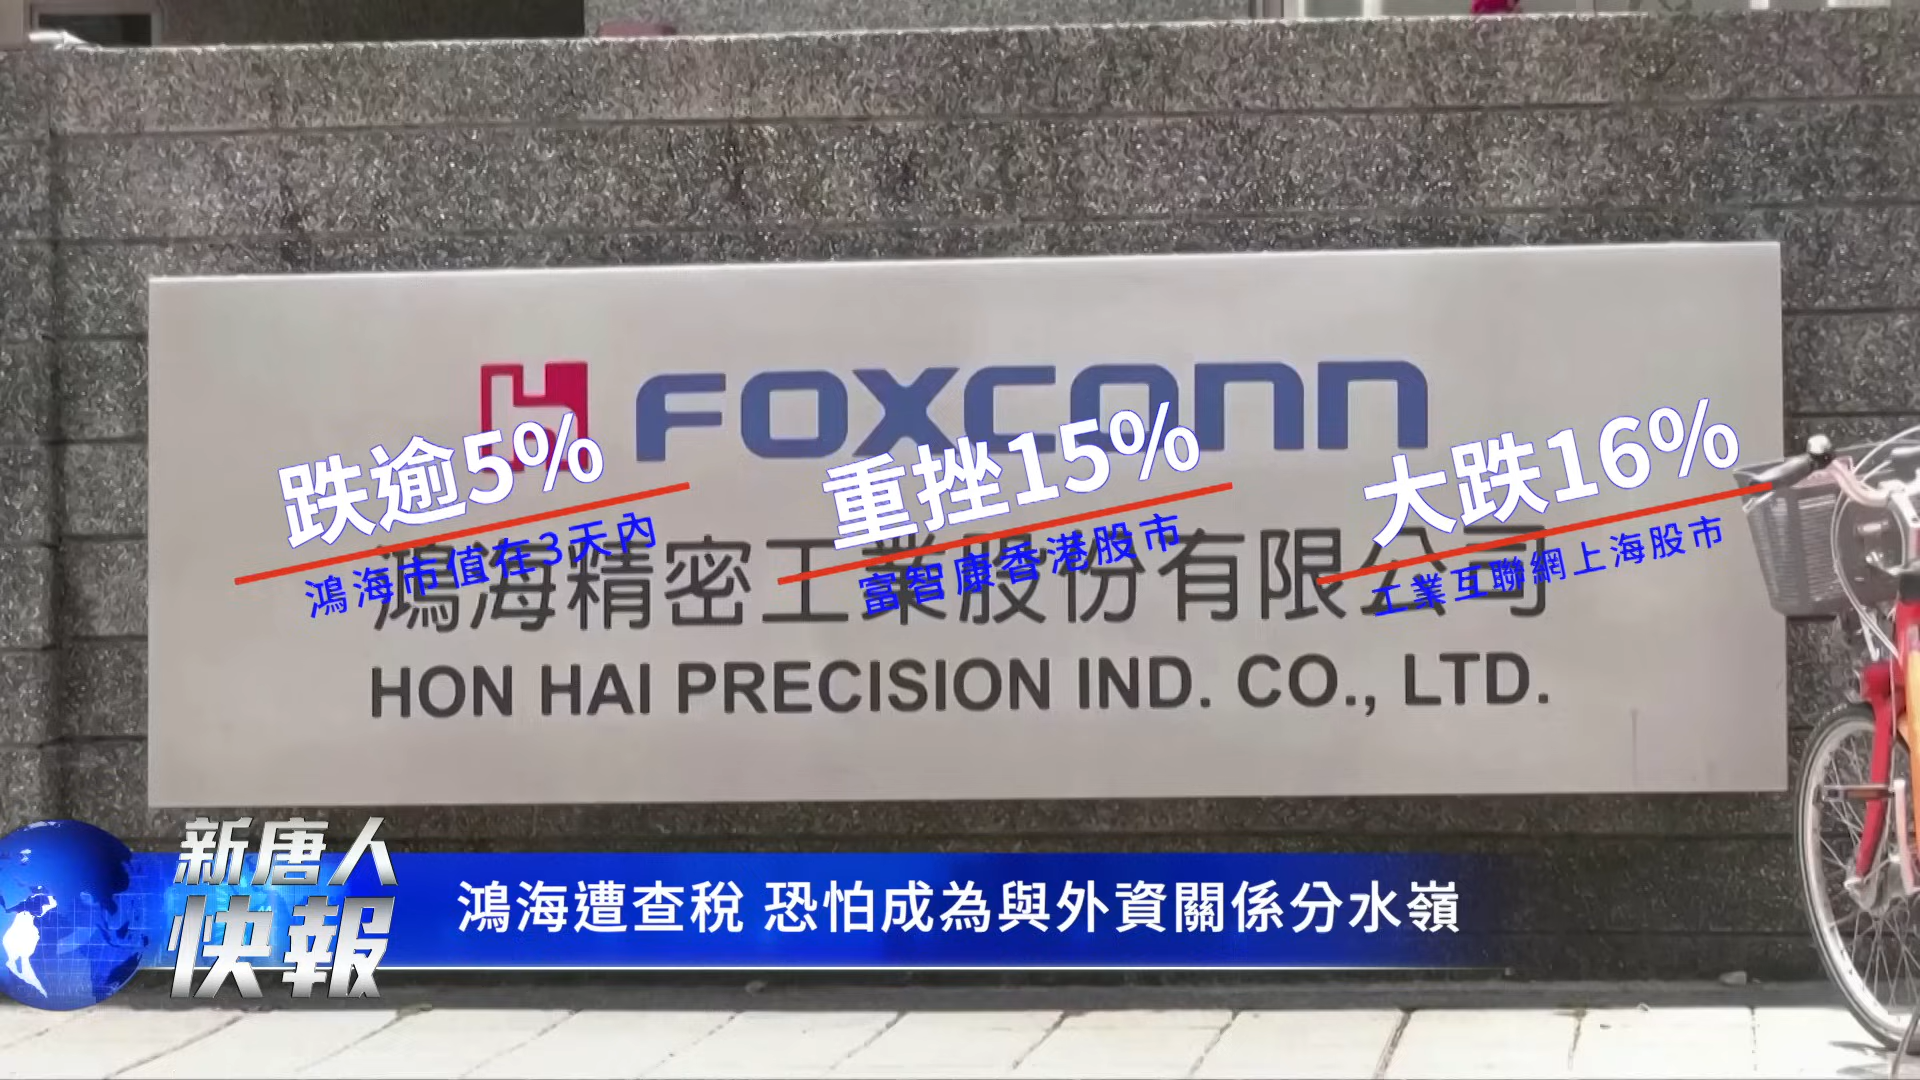 FOXCONN
跌逾5%
鴻海市值在3天內
重挫15%
富智康香港股市
大跌16%
工業互聯網上海股市
鴻海精密工業股份有限公司
HON HAI PRECISION IND. CO., LTD.
新唐人
快報
鴻海遭查稅 恐怕成為與外資關係分水嶺